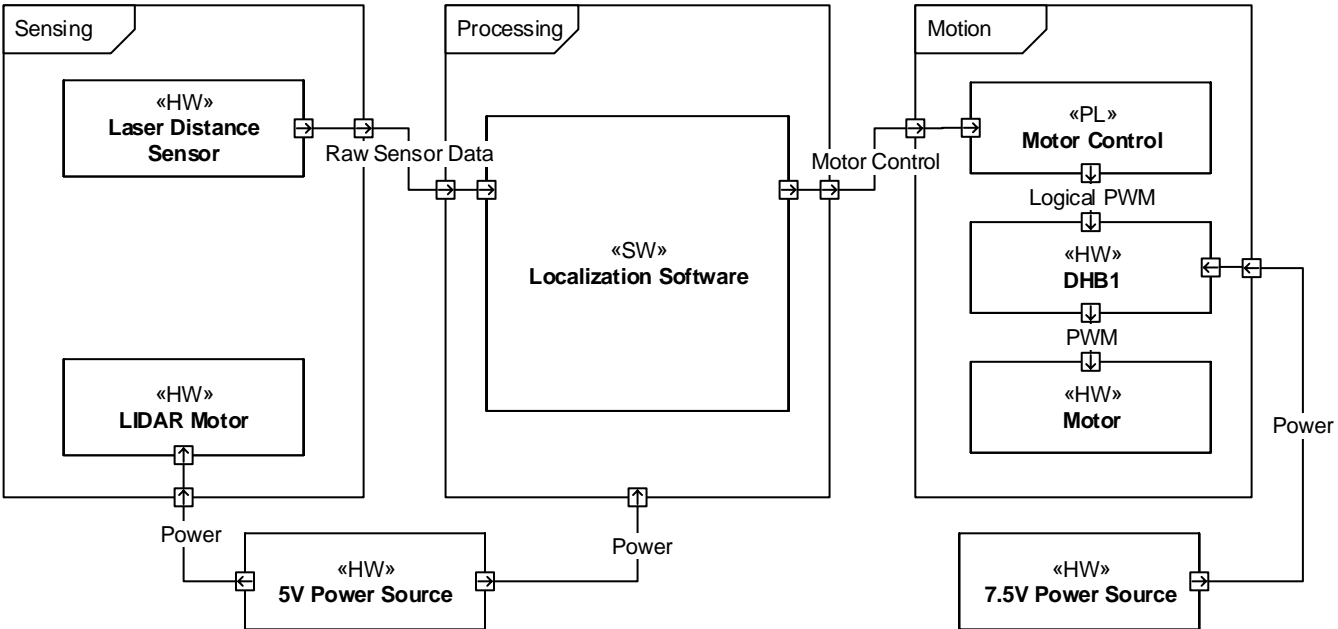 Sensing
«HW»
Laser Distance
Sensor
Raw Sensor Data
«HW»
LIDAR Motor
Power
«HW»
5V Power Source
Power
Processing
«SW»
Localization Software
Motor Control
Motion
«PL»
Motor Control
Logical PWM
«HW»
DHB1
PWM
«HW»
Motor
Power
«HW»
7.5V Power Source